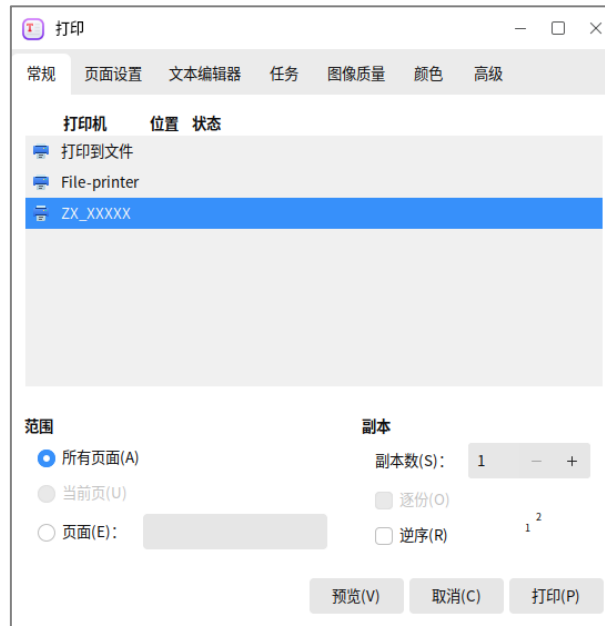 打印
常规 页面设置 文本编辑器 任务 图像质量 颜色 高级
打印机 位置 状态
打印到文件
File-printer
ZX_XXXXX
范围 副本
所有页面(A) 副本数(S)： 1 − +
当前页(U) 逐份(O)
页面(E)： 逆序(R) 1 2
预览(V) 取消(C) 打印(P)